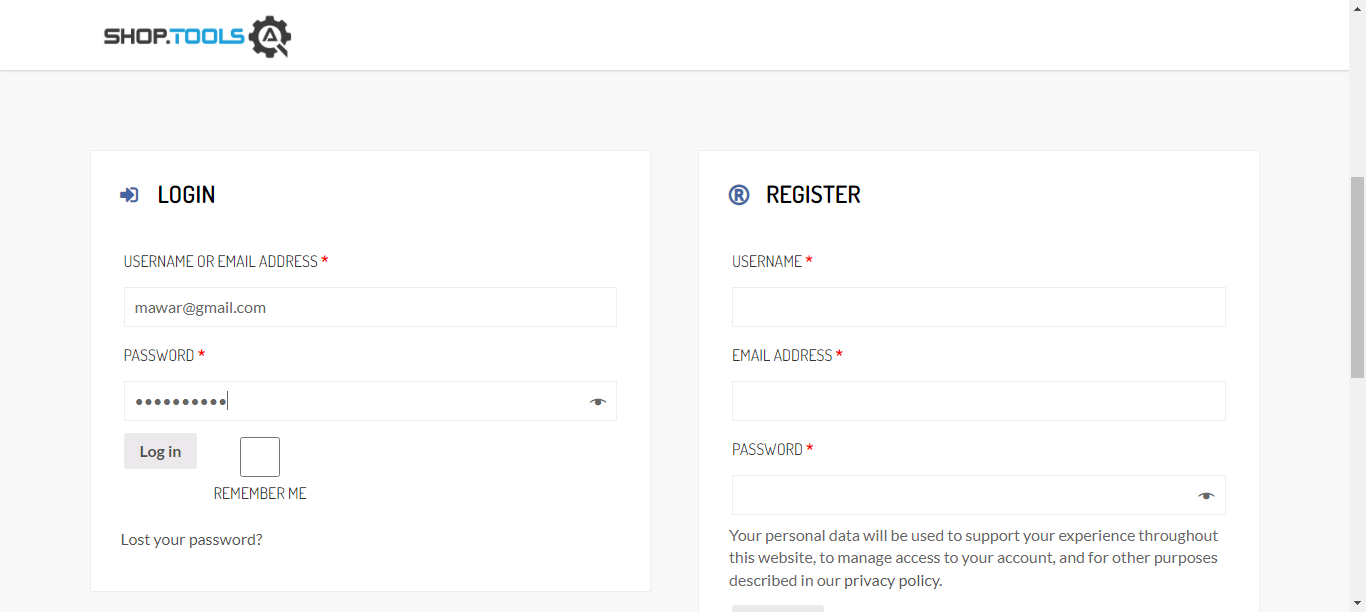 SHOP.TOOLS
LOGIN
USERNAME OR EMAIL ADDRESS *
mawar@gmail.com
PASSWORD *
••••••••••
Log in
REMEMBER ME
Lost your password?
® REGISTER
USERNAME *
EMAIL ADDRESS *
PASSWORD *
Your personal data will be used to support your experience throughout
this website, to manage access to your account, and for other purposes
described in our privacy policy.